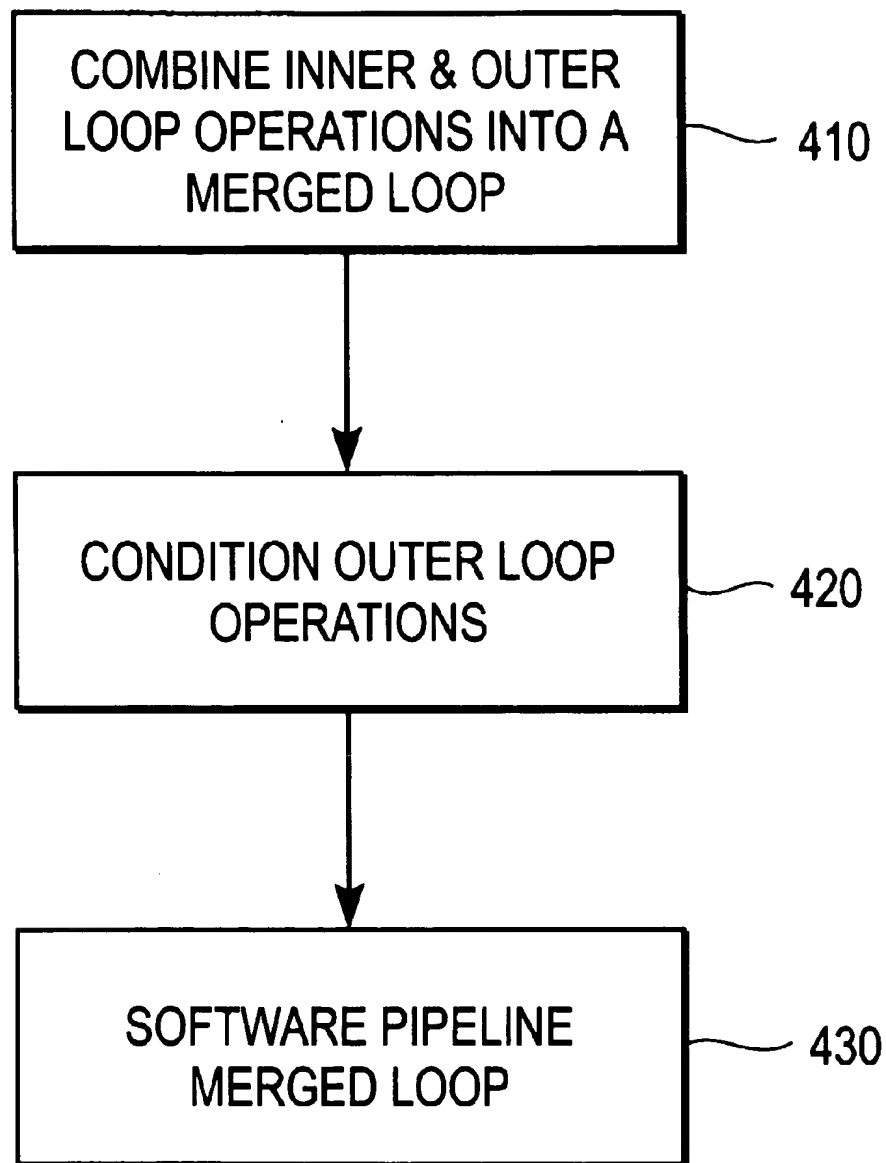 COMBINE INNER & OUTER
LOOP OPERATIONS INTO A
MERGED LOOP
410
CONDITION OUTER LOOP
OPERATIONS
420
SOFTWARE PIPELINE
MERGED LOOP
430